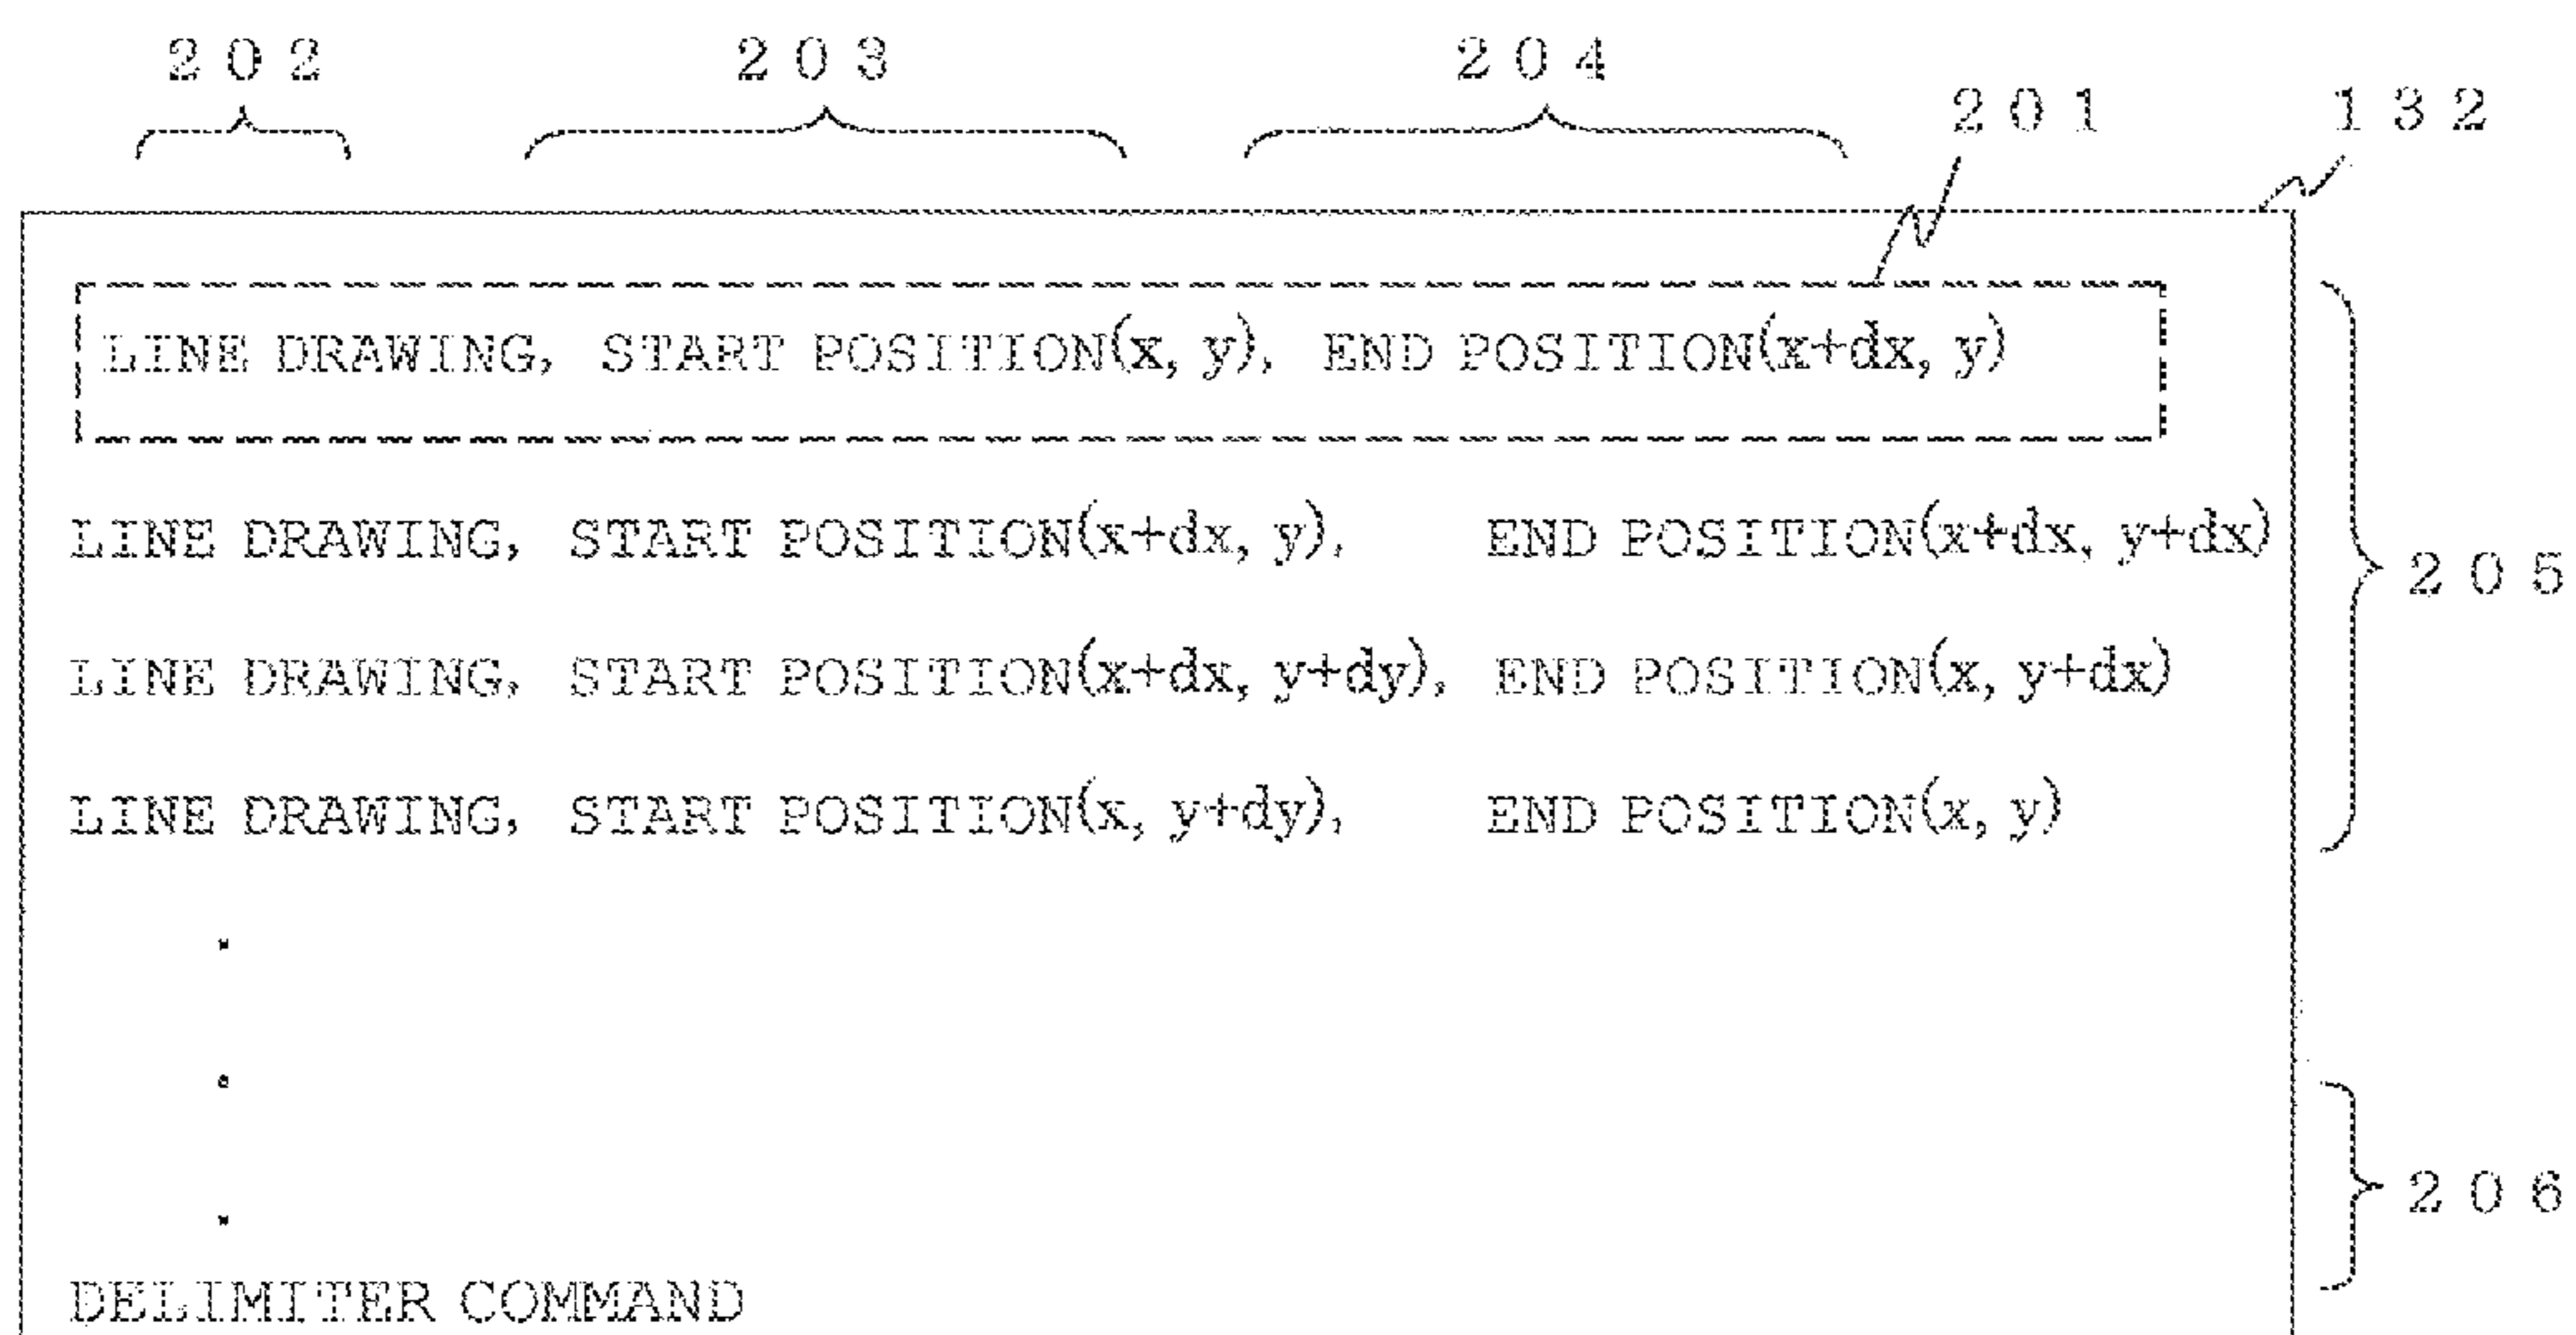 202 203 204
201 132
LINE DRAWING, START POSITION(x, y), END POSITION(x+dx, y)
LINE DRAWING, START POSITION(x+dx, y), END POSITION(x+dx, y+dx)
205
LINE DRAWING, START POSITION(x+dx, y+dy), END POSITION(x, y+dx)
LINE DRAWING, START POSITION(x, y+dy), END POSITION(x, y)
206
DELIMITER COMMAND